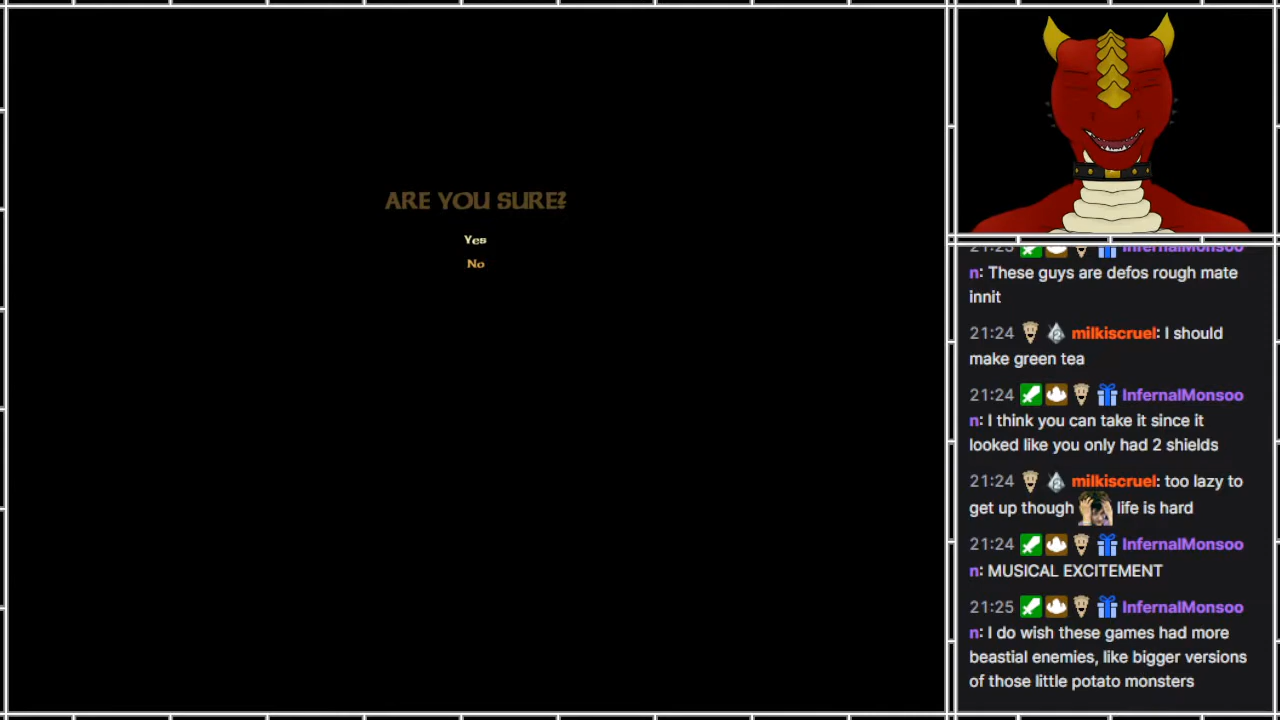 ARE YOU SURE?
Yes
No
21:23 InfernalMonsoo
n: These guys are defos rough mate
innit
21:24 milkiscruel: I should
make green tea
21:24 InfernalMonsoo
n: I think you can take it since it
looked like you only had 2 shields
21:24 milkiscruel: too lazy to
get up though life is hard
21:24 InfernalMonsoo
n: MUSICAL EXCITEMENT
21:25 InfernalMonsoo
n: I do wish these games had more
beastial enemies, like bigger versions
of those little potato monsters